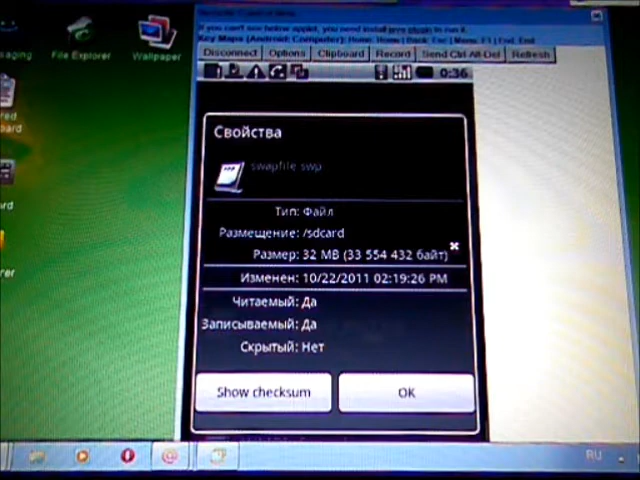 If you can't see below applet, you need install java plugin to run it.
Key Maps (Android: Computer): Home: Home | Back: Esc | Menu: F1 | End: End
File Explorer
Wallpaper
Disconnect
Options
Clipboard
Record
Send Ctrl-Alt-Del
Refresh
0:36
Свойства
swapfile swp
Тип: Файл
Размещение: /sdcard
Размер: 32 MB (33 554 432 байт)
Изменен: 10/22/2011 02:19:26 PM
Читаемый: Да
Записываемый: Да
Скрытый: Нет
Show checksum
OK
RU